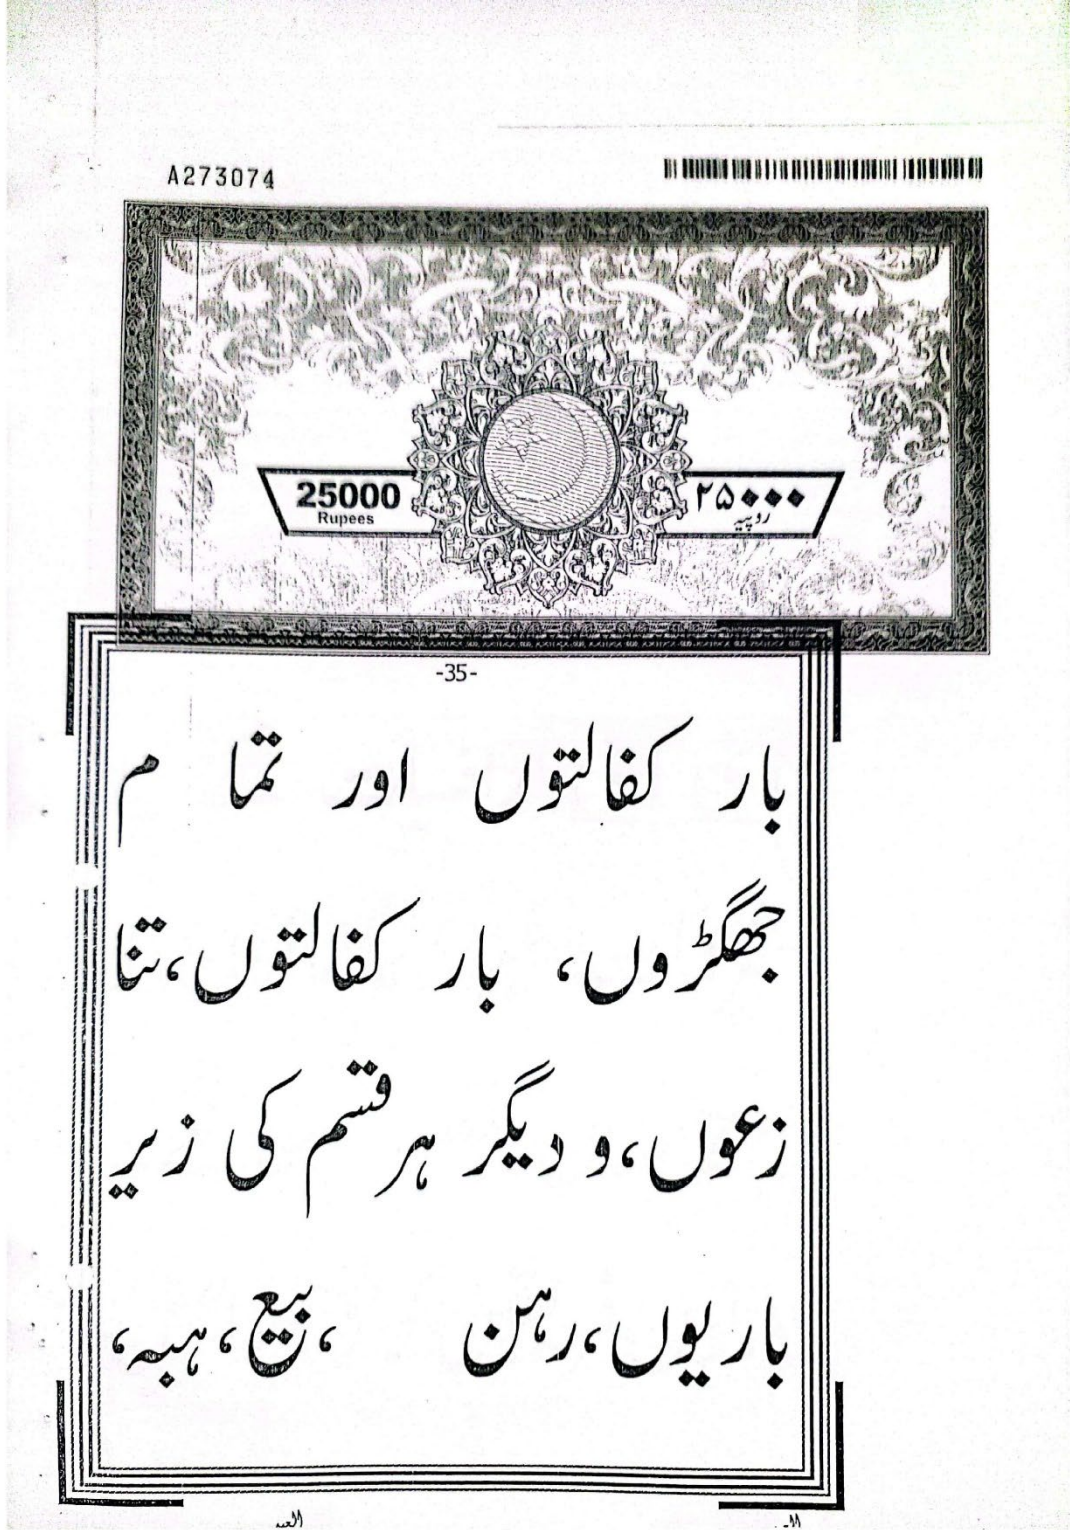 A273074
25000
Rupees
۲۵۰۰۰
روپیہ
-35-
بار کفالتوں اور تما م
جھگڑوں، بار کفالتوں،تنا
زعوں،و دیگر ہر قسم کی زیر
باریوں،رہن ،بیع،ہبہ،